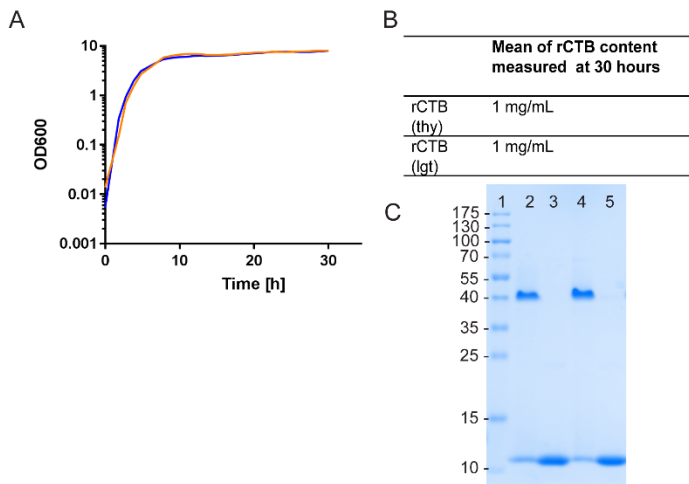 A
OD600
10
1
0.1
0.01
0.001
0
10
20
30
Time [h]
B
Mean of rCTB content
measured at 30 hours
rCTB
(thy)
1 mg/mL
rCTB
(lgt)
1 mg/mL
C
1 2 3 4 5
175
130
100
70
55
40
35
25
15
10